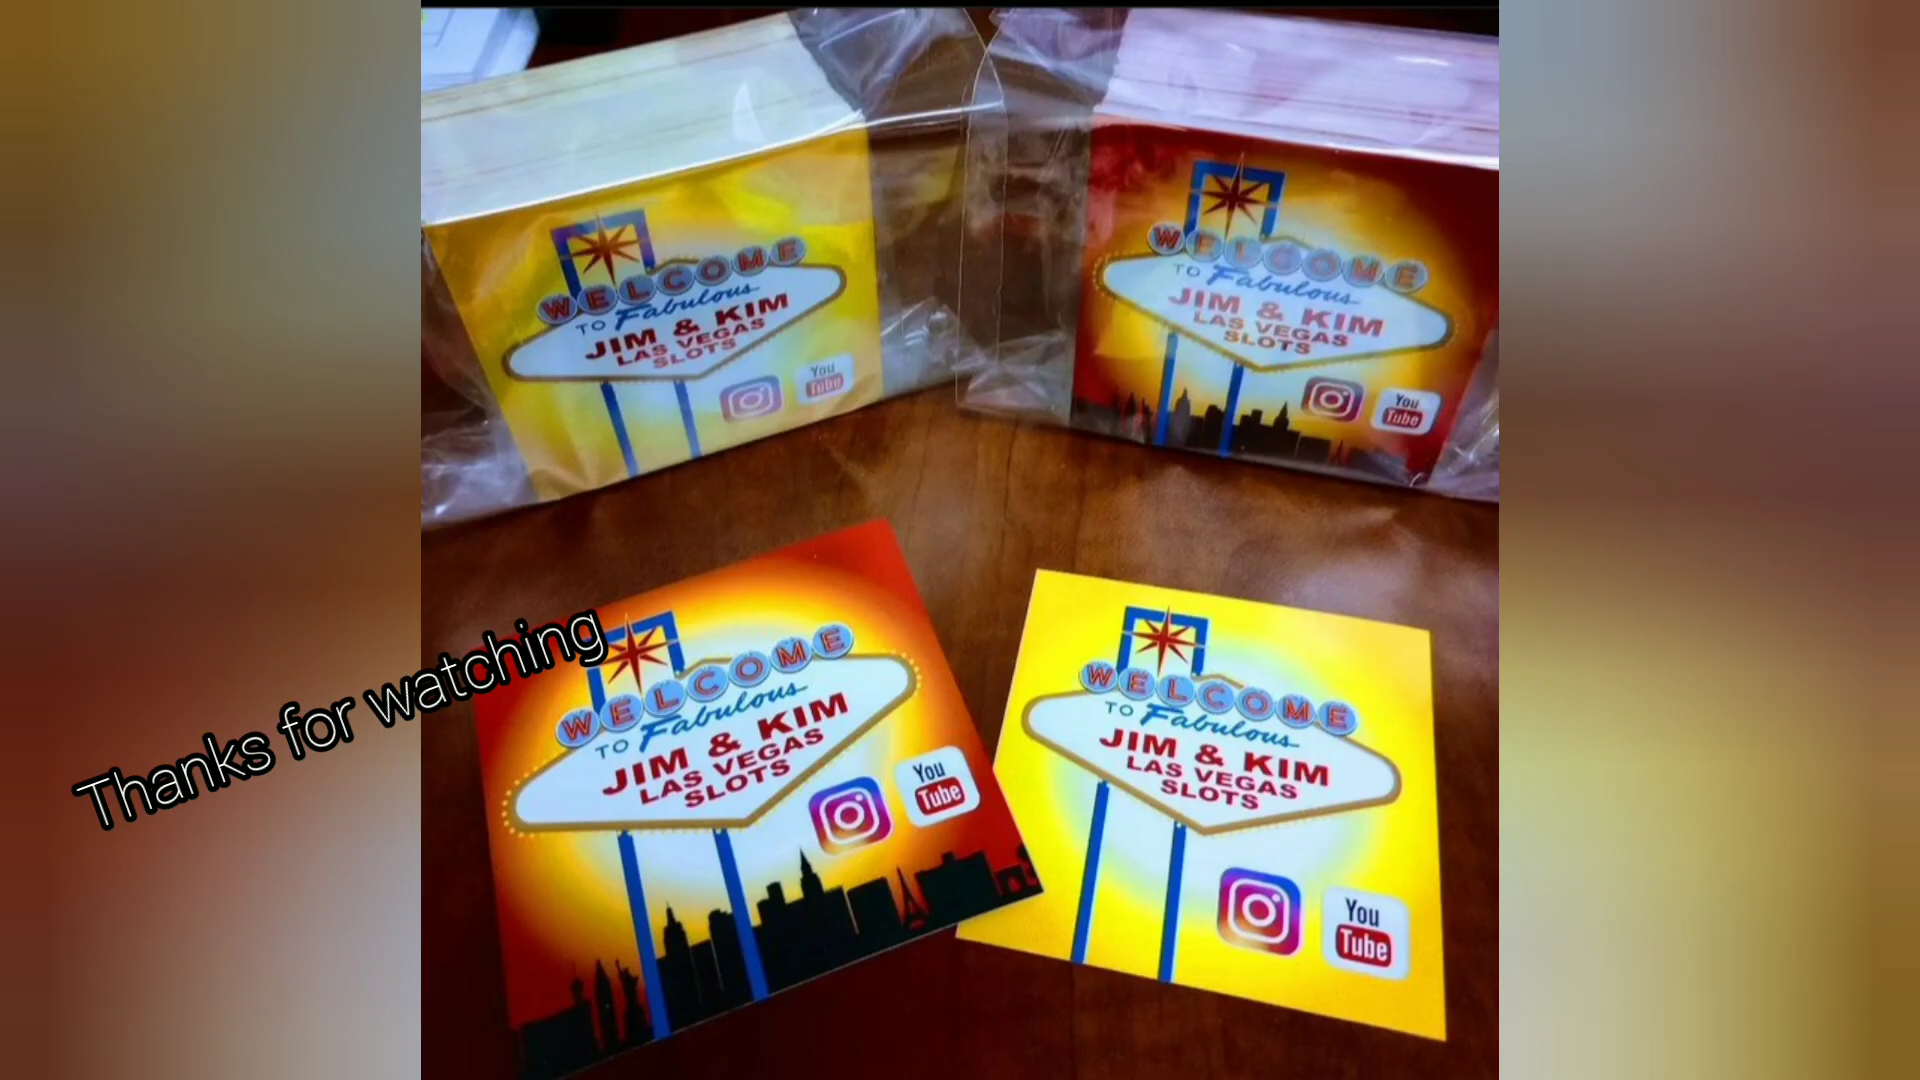 WELCOME
TO Fabulous
JIM & KIM
LAS VEGAS
SLOTS
You
Tube
WELCOME
TO Fabulous
JIM & KIM
LAS VEGAS
SLOTS
You
Tube
Thanks for watching
WELCOME
TO Fabulous
JIM & KIM
LAS VEGAS
SLOTS
You
Tube
WELCOME
TO Fabulous
JIM & KIM
LAS VEGAS
SLOTS
You
Tube